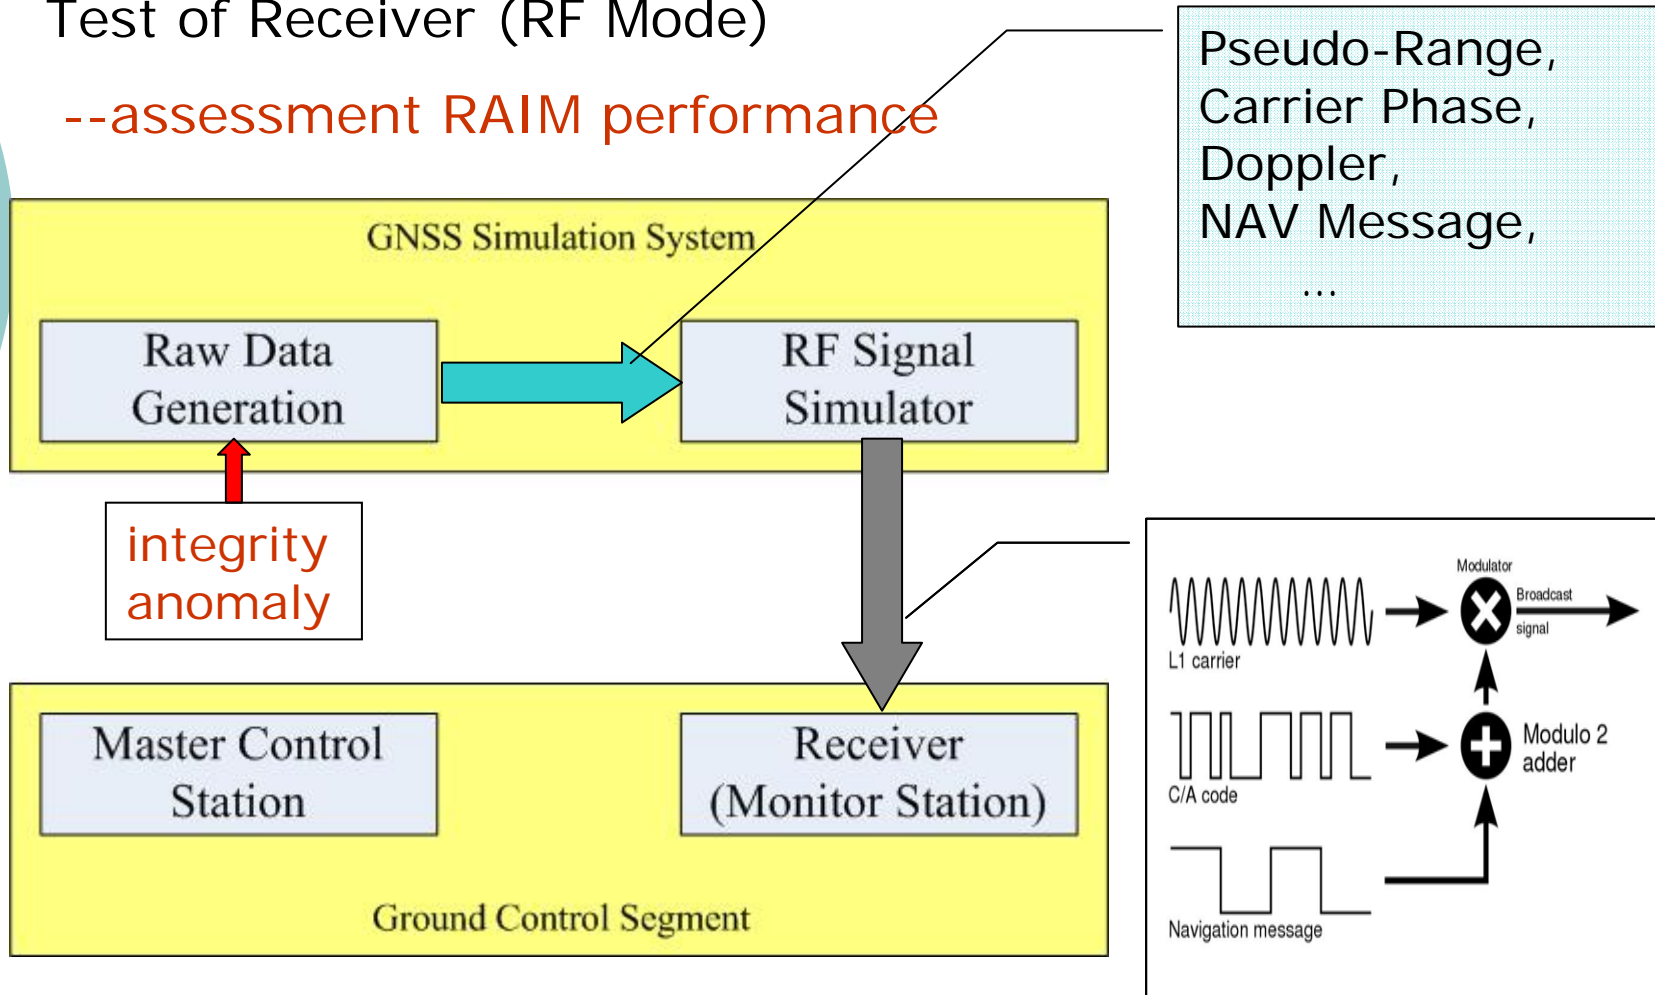 Test of Receiver (RF Mode)
--assessment RAIM performance
Pseudo-Range,
Carrier Phase,
Doppler,
NAV Message,
...
GNSS Simulation System
Raw Data
Generation
RF Signal
Simulator
integrity
anomaly
Master Control
Station
Receiver
(Monitor Station)
Ground Control Segment
Modulator
Broadcast
signal
L1 carrier
C/A code
Modulo 2
adder
Navigation message